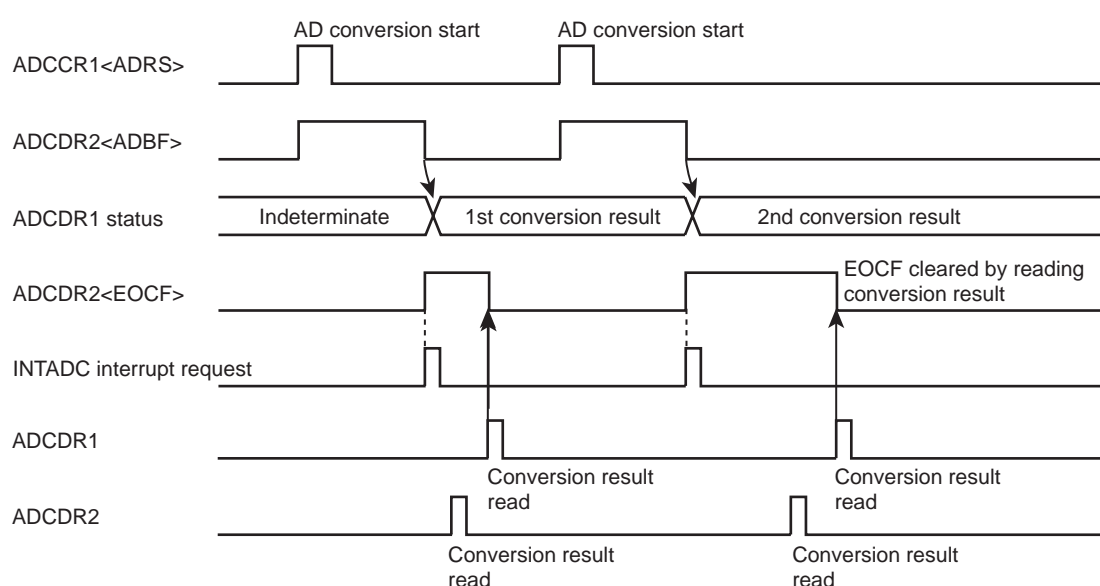 AD conversion start
AD conversion start
ADCCR1<ADRS>
ADCDR2<ADBF>
ADCDR1 status
Indeterminate
1st conversion result
2nd conversion result
ADCDR2<EOCF>
EOCF cleared by reading
conversion result
INTADC interrupt request
ADCDR1
Conversion result
read
Conversion result
read
ADCDR2
Conversion result
read
Conversion result
read